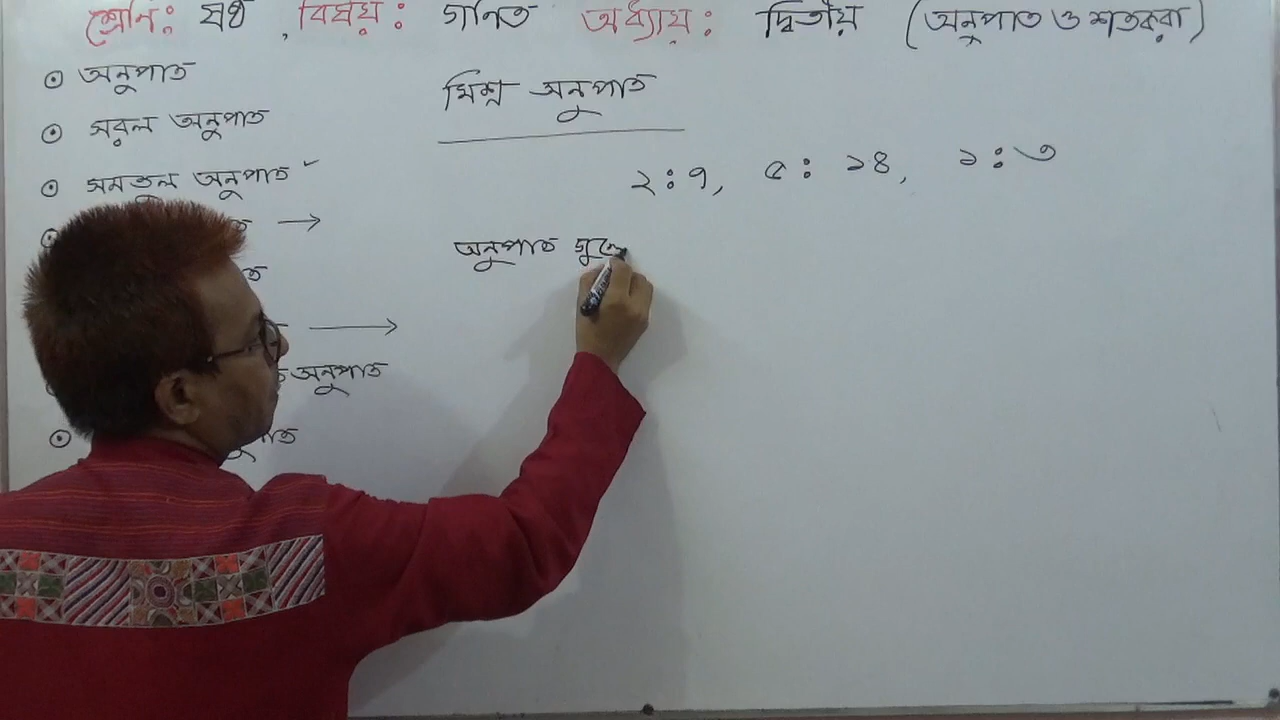 শ্রেণি: ষষ্ঠ, বিষয়: গণিত অধ্যায়: দ্বিতীয় (অনুপাত ও শতকরা)
অনুপাত
সরল অনুপাত
সমতুল অনুপাত
অনুপাত
মিশ্র অনুপাত
২:৭, ৫: ১৪, ১:৩
অনুপাত গুলো